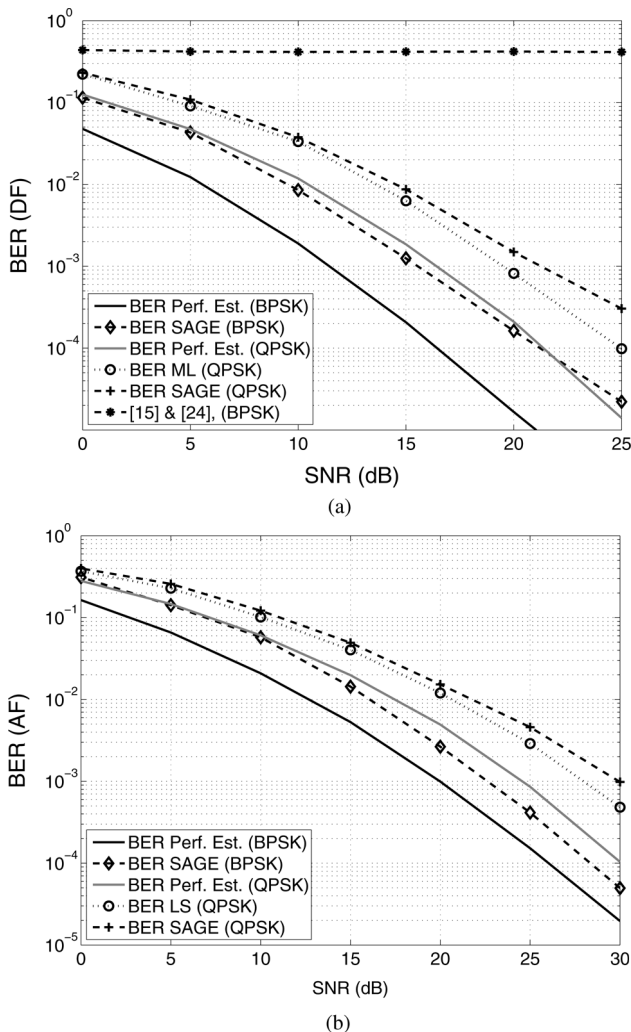 10^0
10^-1
10^-2
10^-3
10^-4
BER (DF)
BER Perf. Est. (BPSK)
BER SAGE (BPSK)
BER Perf. Est. (QPSK)
BER ML (QPSK)
BER SAGE (QPSK)
[15] & [24], (BPSK)
0 5 10 15 20 25
SNR (dB)
(a)
10^0
10^-1
10^-2
10^-3
10^-4
10^-5
BER (AF)
BER Perf. Est. (BPSK)
BER SAGE (BPSK)
BER Perf. Est. (QPSK)
BER LS (QPSK)
BER SAGE (QPSK)
0 5 10 15 20 25 30
SNR (dB)
(b)